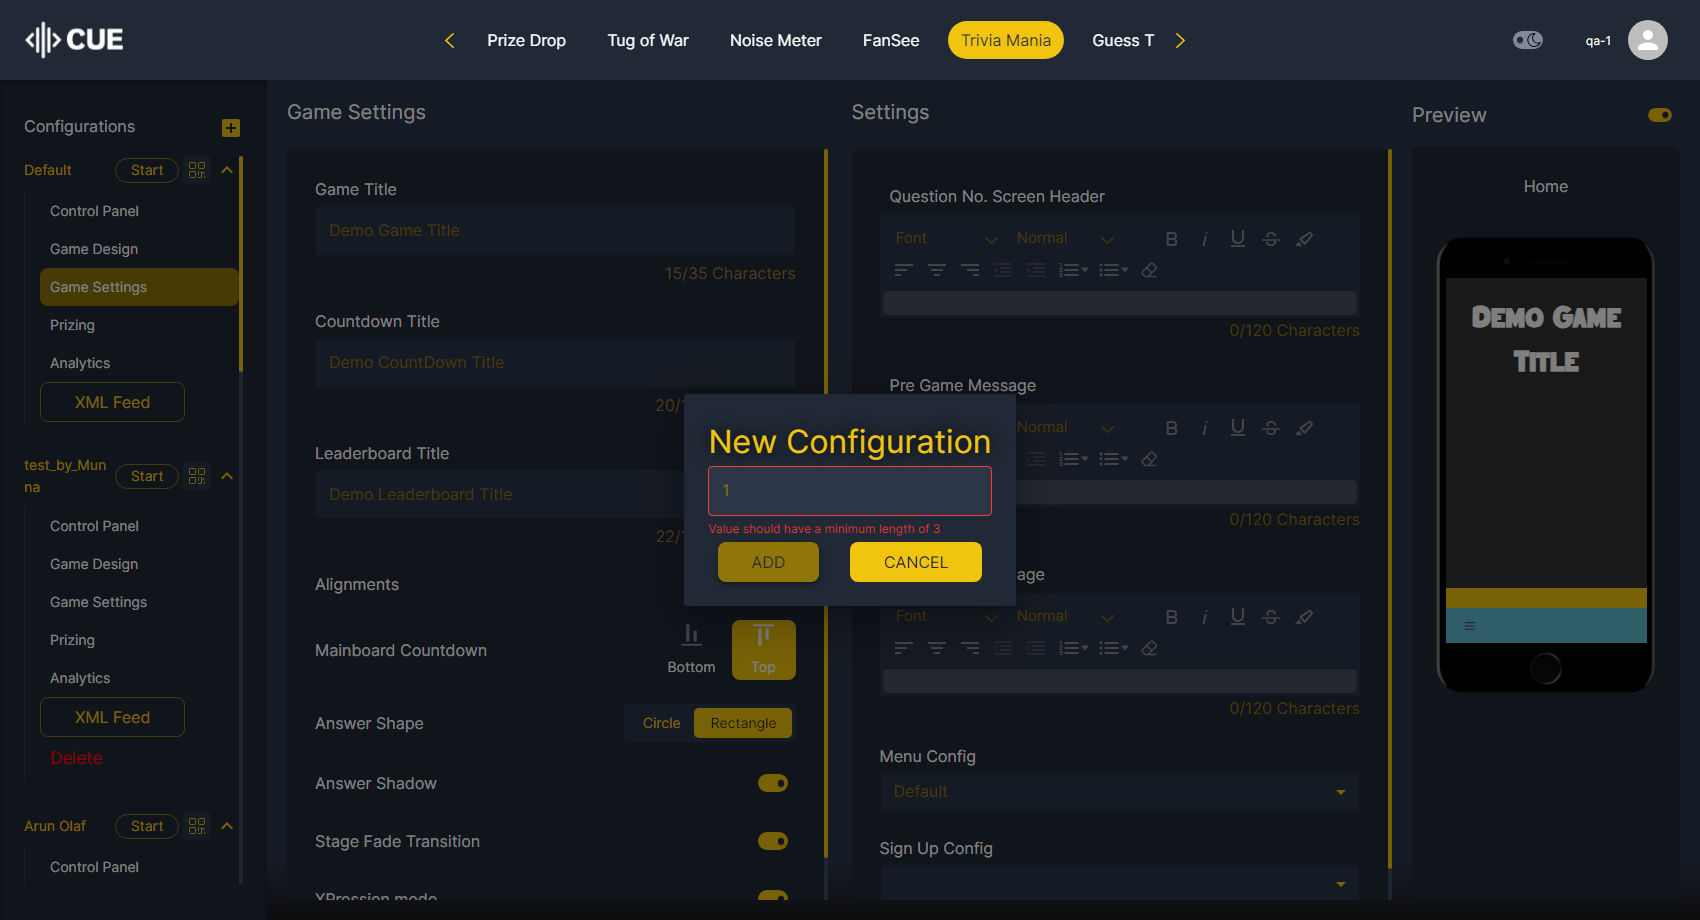 CUE
Prize Drop
Tug of War
Noise Meter
FanSee
Trivia Mania
Guess T
qa-1
Configurations
Default
Start
Control Panel
Game Design
Game Settings
Prizing
Analytics
XML Feed
test_by_Mun
na
Start
Control Panel
Game Design
Game Settings
Prizing
Analytics
XML Feed
Delete
Arun Olaf
Start
Control Panel
Game Settings
Game Title
Demo Game Title
15/35 Characters
Countdown Title
Demo CountDown Title
20/
Leaderboard Title
Demo Leaderboard Title
22/
Alignments
Mainboard Countdown
Bottom
Top
Answer Shape
Circle
Rectangle
Answer Shadow
Stage Fade Transition
XPression mode
New Configuration
1
Value should have a minimum length of 3
ADD
CANCEL
Settings
Question No. Screen Header
Font
Normal
0/120 Characters
Pre Game Message
Normal
0/120 Characters
age
Font
Normal
0/120 Characters
Menu Config
Default
Sign Up Config
Preview
Home
Demo Game
Title